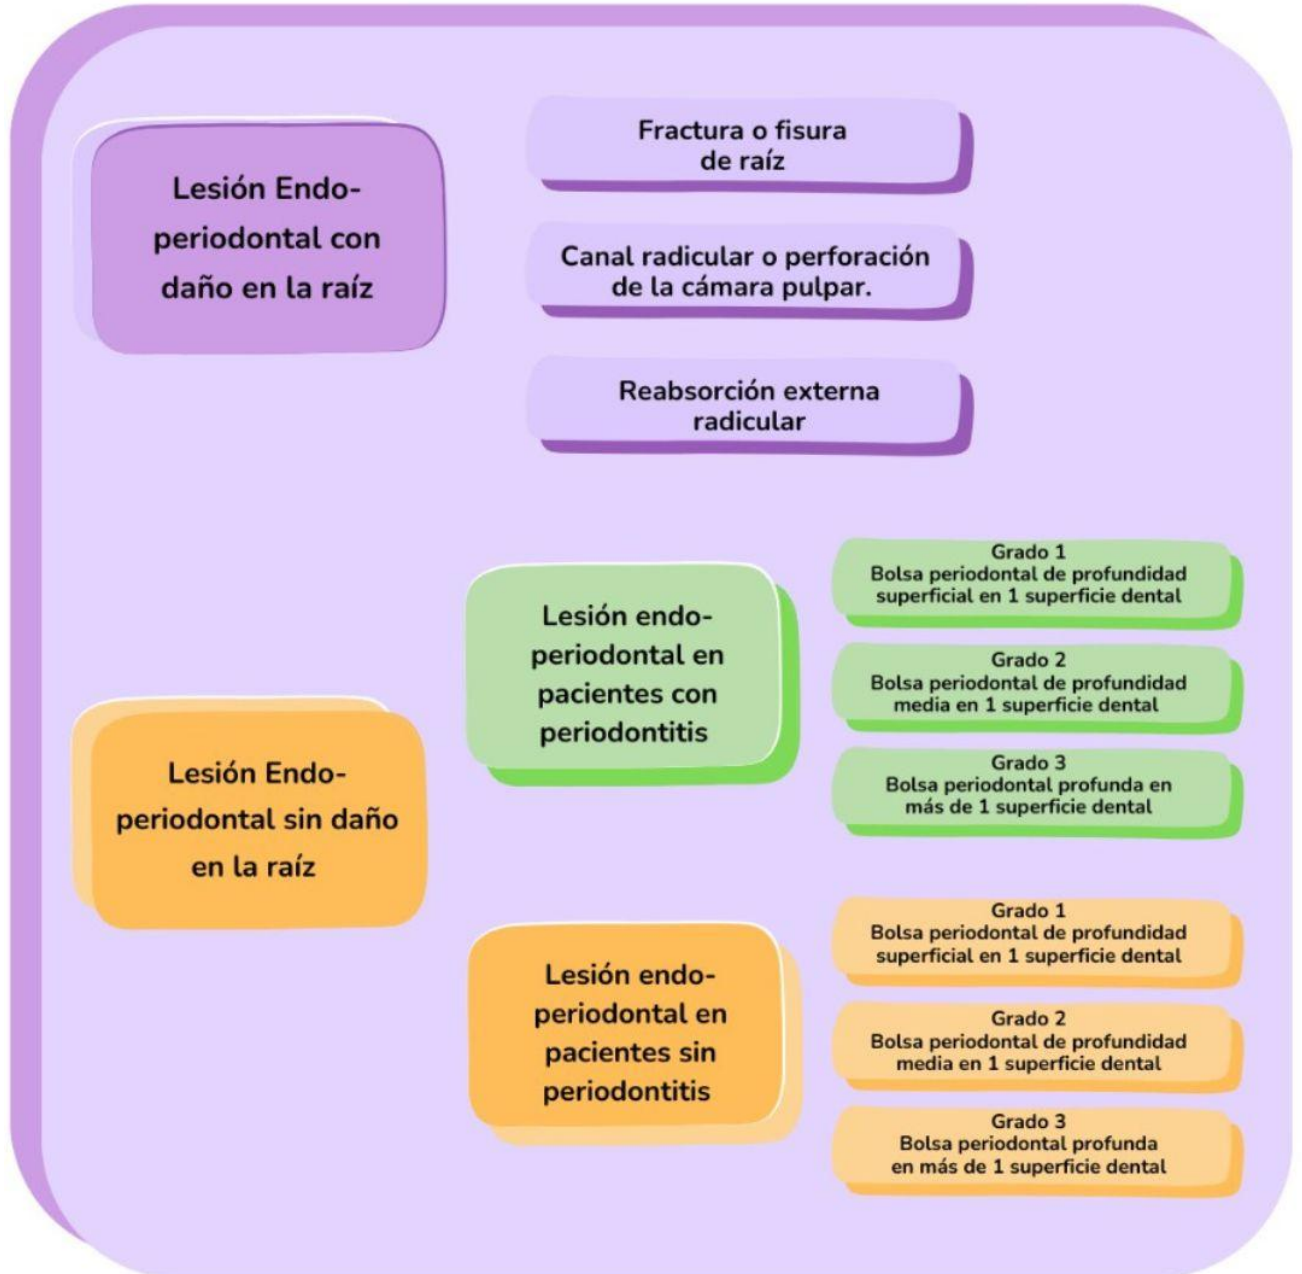 Lesión Endo-
periodontal con
daño en la raíz
Fractura o fisura
de raíz
Canal radicular o perforación
de la cámara pulpar.
Reabsorción externa
radicular
Lesión Endo-
periodontal sin daño
en la raíz
Lesión endo-
periodontal en
pacientes con
periodontitis
Grado 1
Bolsa periodontal de profundidad
superficial en 1 superficie dental
Grado 2
Bolsa periodontal de profundidad
media en 1 superficie dental
Grado 3
Bolsa periodontal profunda en
más de 1 superficie dental
Lesión endo-
periodontal en
pacientes sin
periodontitis
Grado 1
Bolsa periodontal de profundidad
superficial en 1 superficie dental
Grado 2
Bolsa periodontal de profundidad
media en 1 superficie dental
Grado 3
Bolsa periodontal profunda
en más de 1 superficie dental